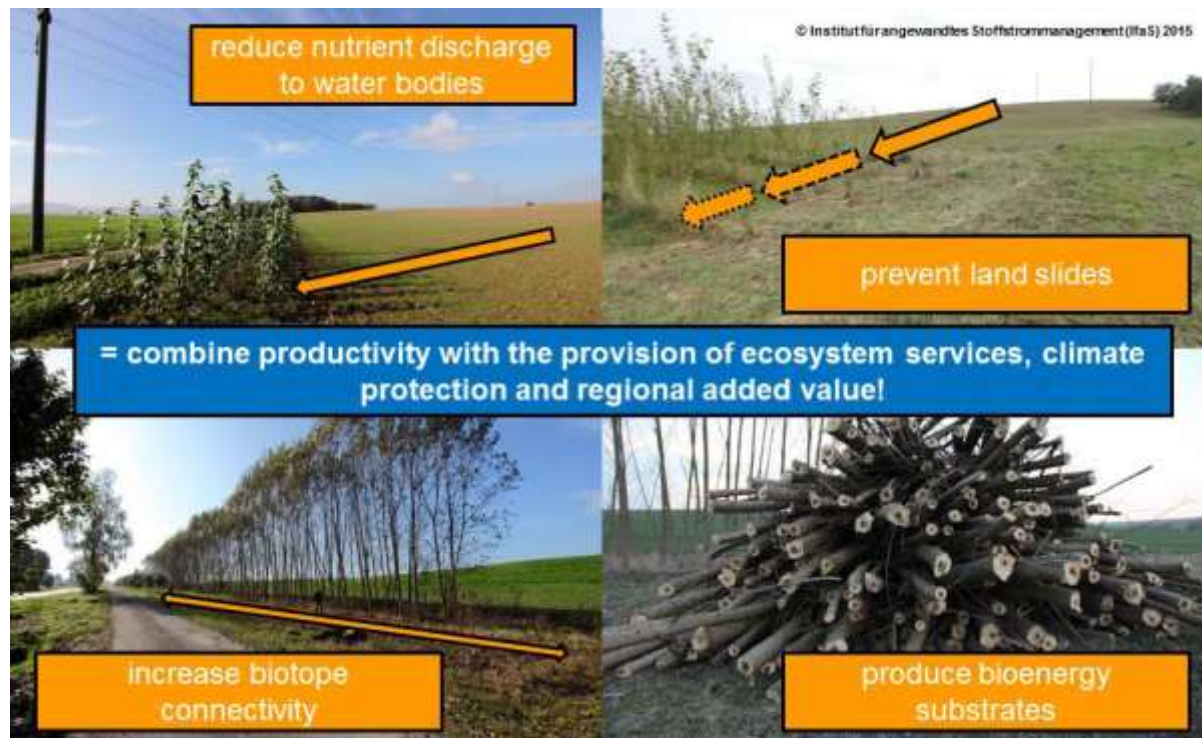 reduce nutrient discharge
to water bodies
© Institut für angewandtes Stoffstrommanagement (IfaS) 2015
prevent land slides
= combine productivity with the provision of ecosystem services, climate
protection and regional added value!
increase biotope
connectivity
produce bioenergy
substrates